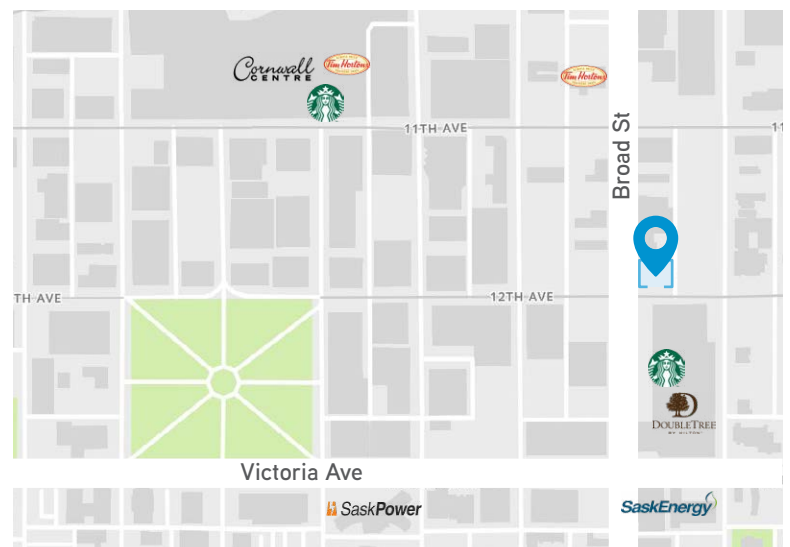 Cornwall
CENTRE
Tim Hortons
Tim Hortons
11TH AVE
11
Broad St
TH AVE
12TH AVE
DOUBLETREE
BY HILTON
Victoria Ave
SaskPower
SaskEnergy